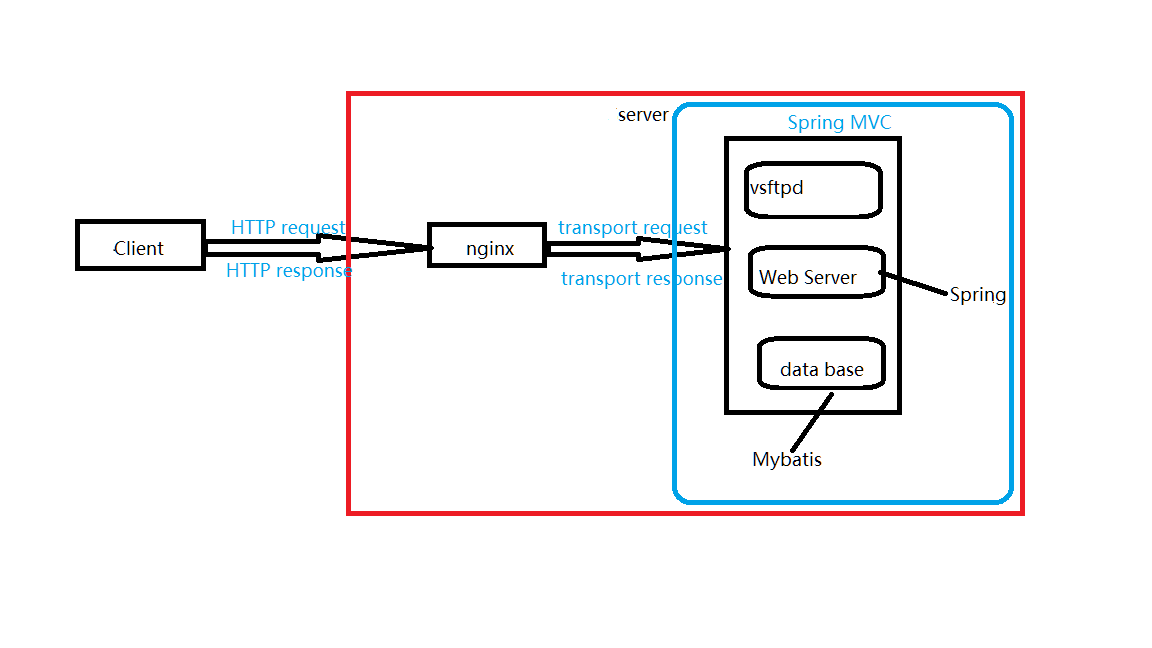 server
Spring MVC
vsftpd
HTTP request
transport request
Client
nginx
HTTP response
transport response
Web Server
Spring
data base
Mybatis